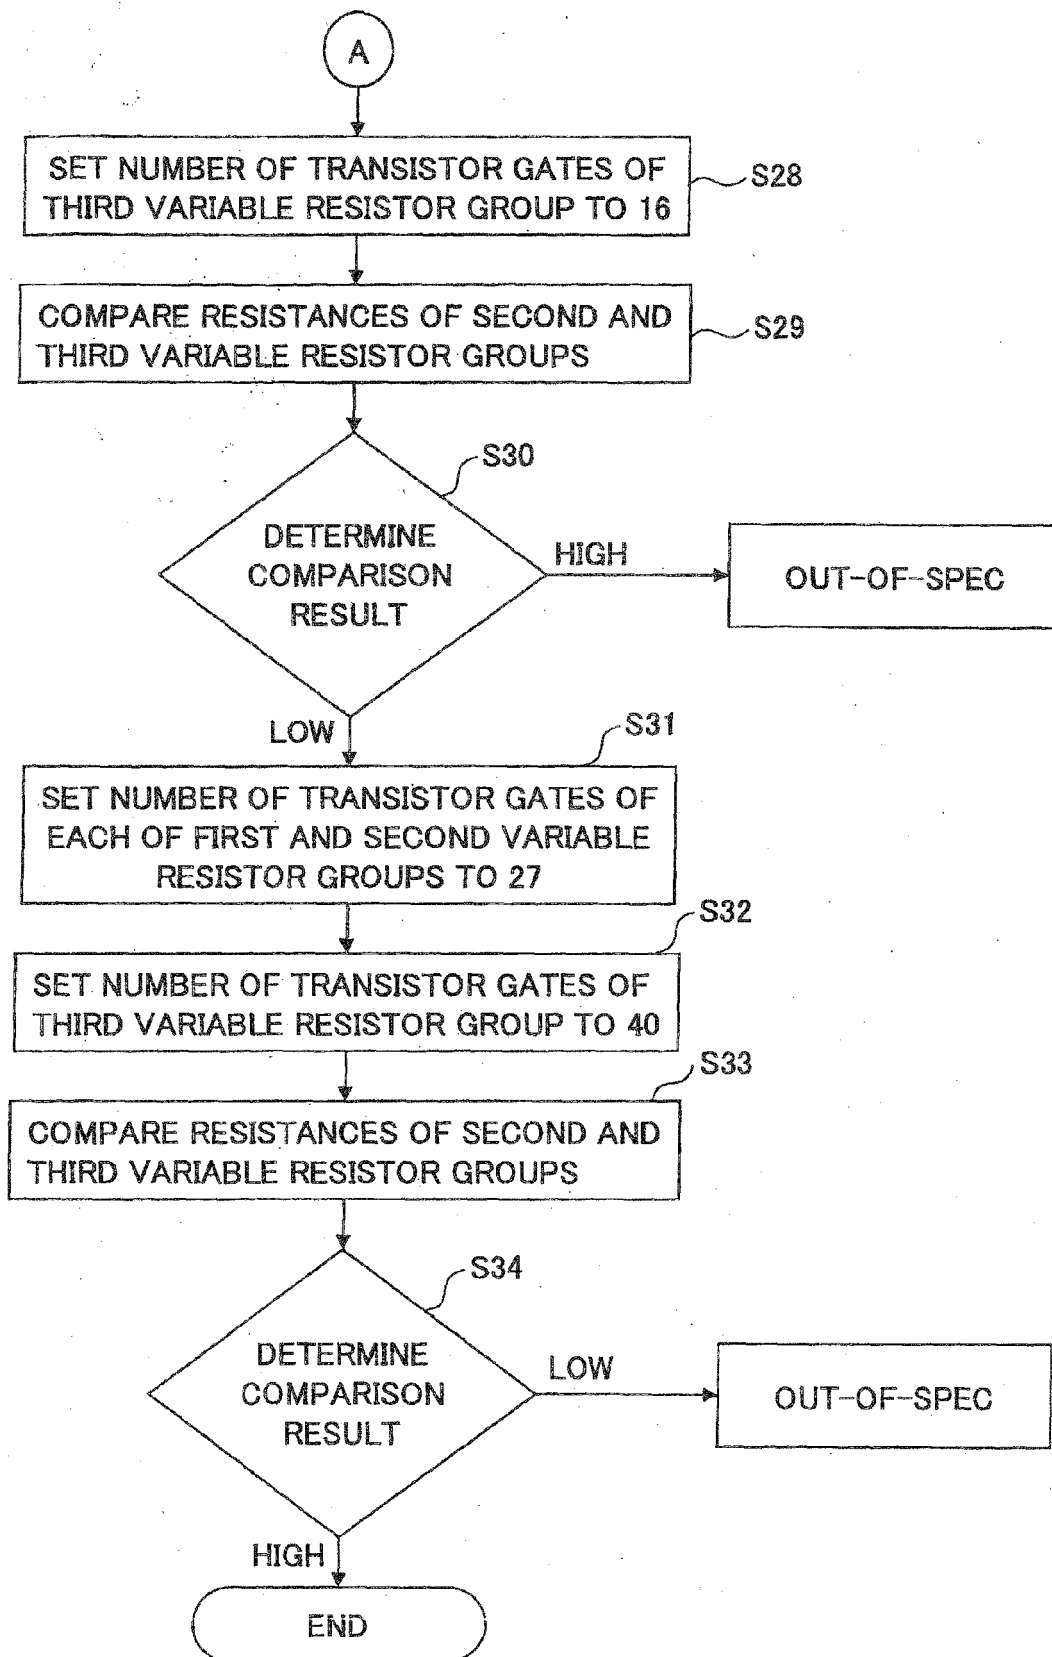 A
SET NUMBER OF TRANSISTOR GATES OF
THIRD VARIABLE RESISTOR GROUP TO 16
S28
COMPARE RESISTANCES OF SECOND AND
THIRD VARIABLE RESISTOR GROUPS
S29
S30
DETERMINE
COMPARISON
RESULT
HIGH
OUT-OF-SPEC
LOW
S31
SET NUMBER OF TRANSISTOR GATES OF
EACH OF FIRST AND SECOND VARIABLE
RESISTOR GROUPS TO 27
S32
SET NUMBER OF TRANSISTOR GATES OF
THIRD VARIABLE RESISTOR GROUP TO 40
S33
COMPARE RESISTANCES OF SECOND AND
THIRD VARIABLE RESISTOR GROUPS
S34
DETERMINE
COMPARISON
RESULT
LOW
OUT-OF-SPEC
HIGH
END